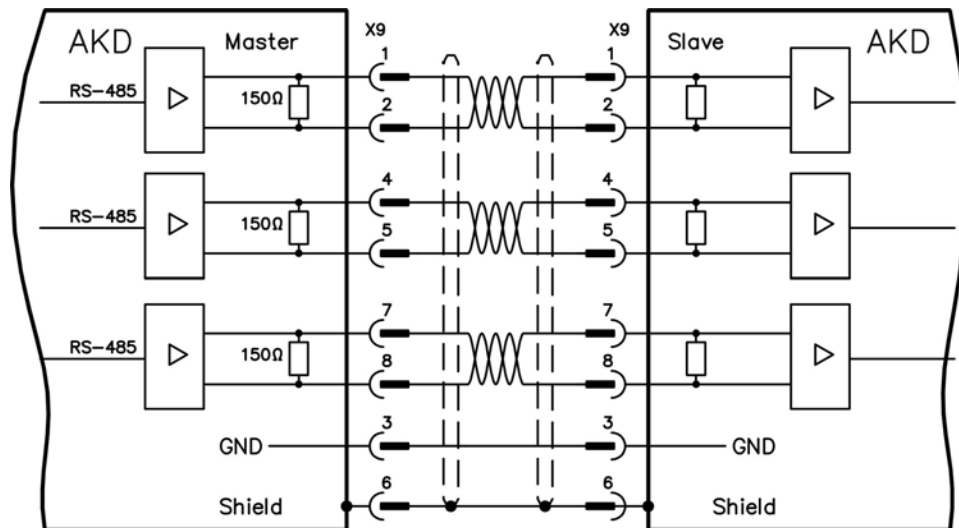 AKD Master X9 X9 Slave AKD
1 1
RS-485 150Ω
2 2
4 4
RS-485 150Ω
5 5
7 7
RS-485 150Ω
8 8
3 3
GND GND
6 6
Shield Shield